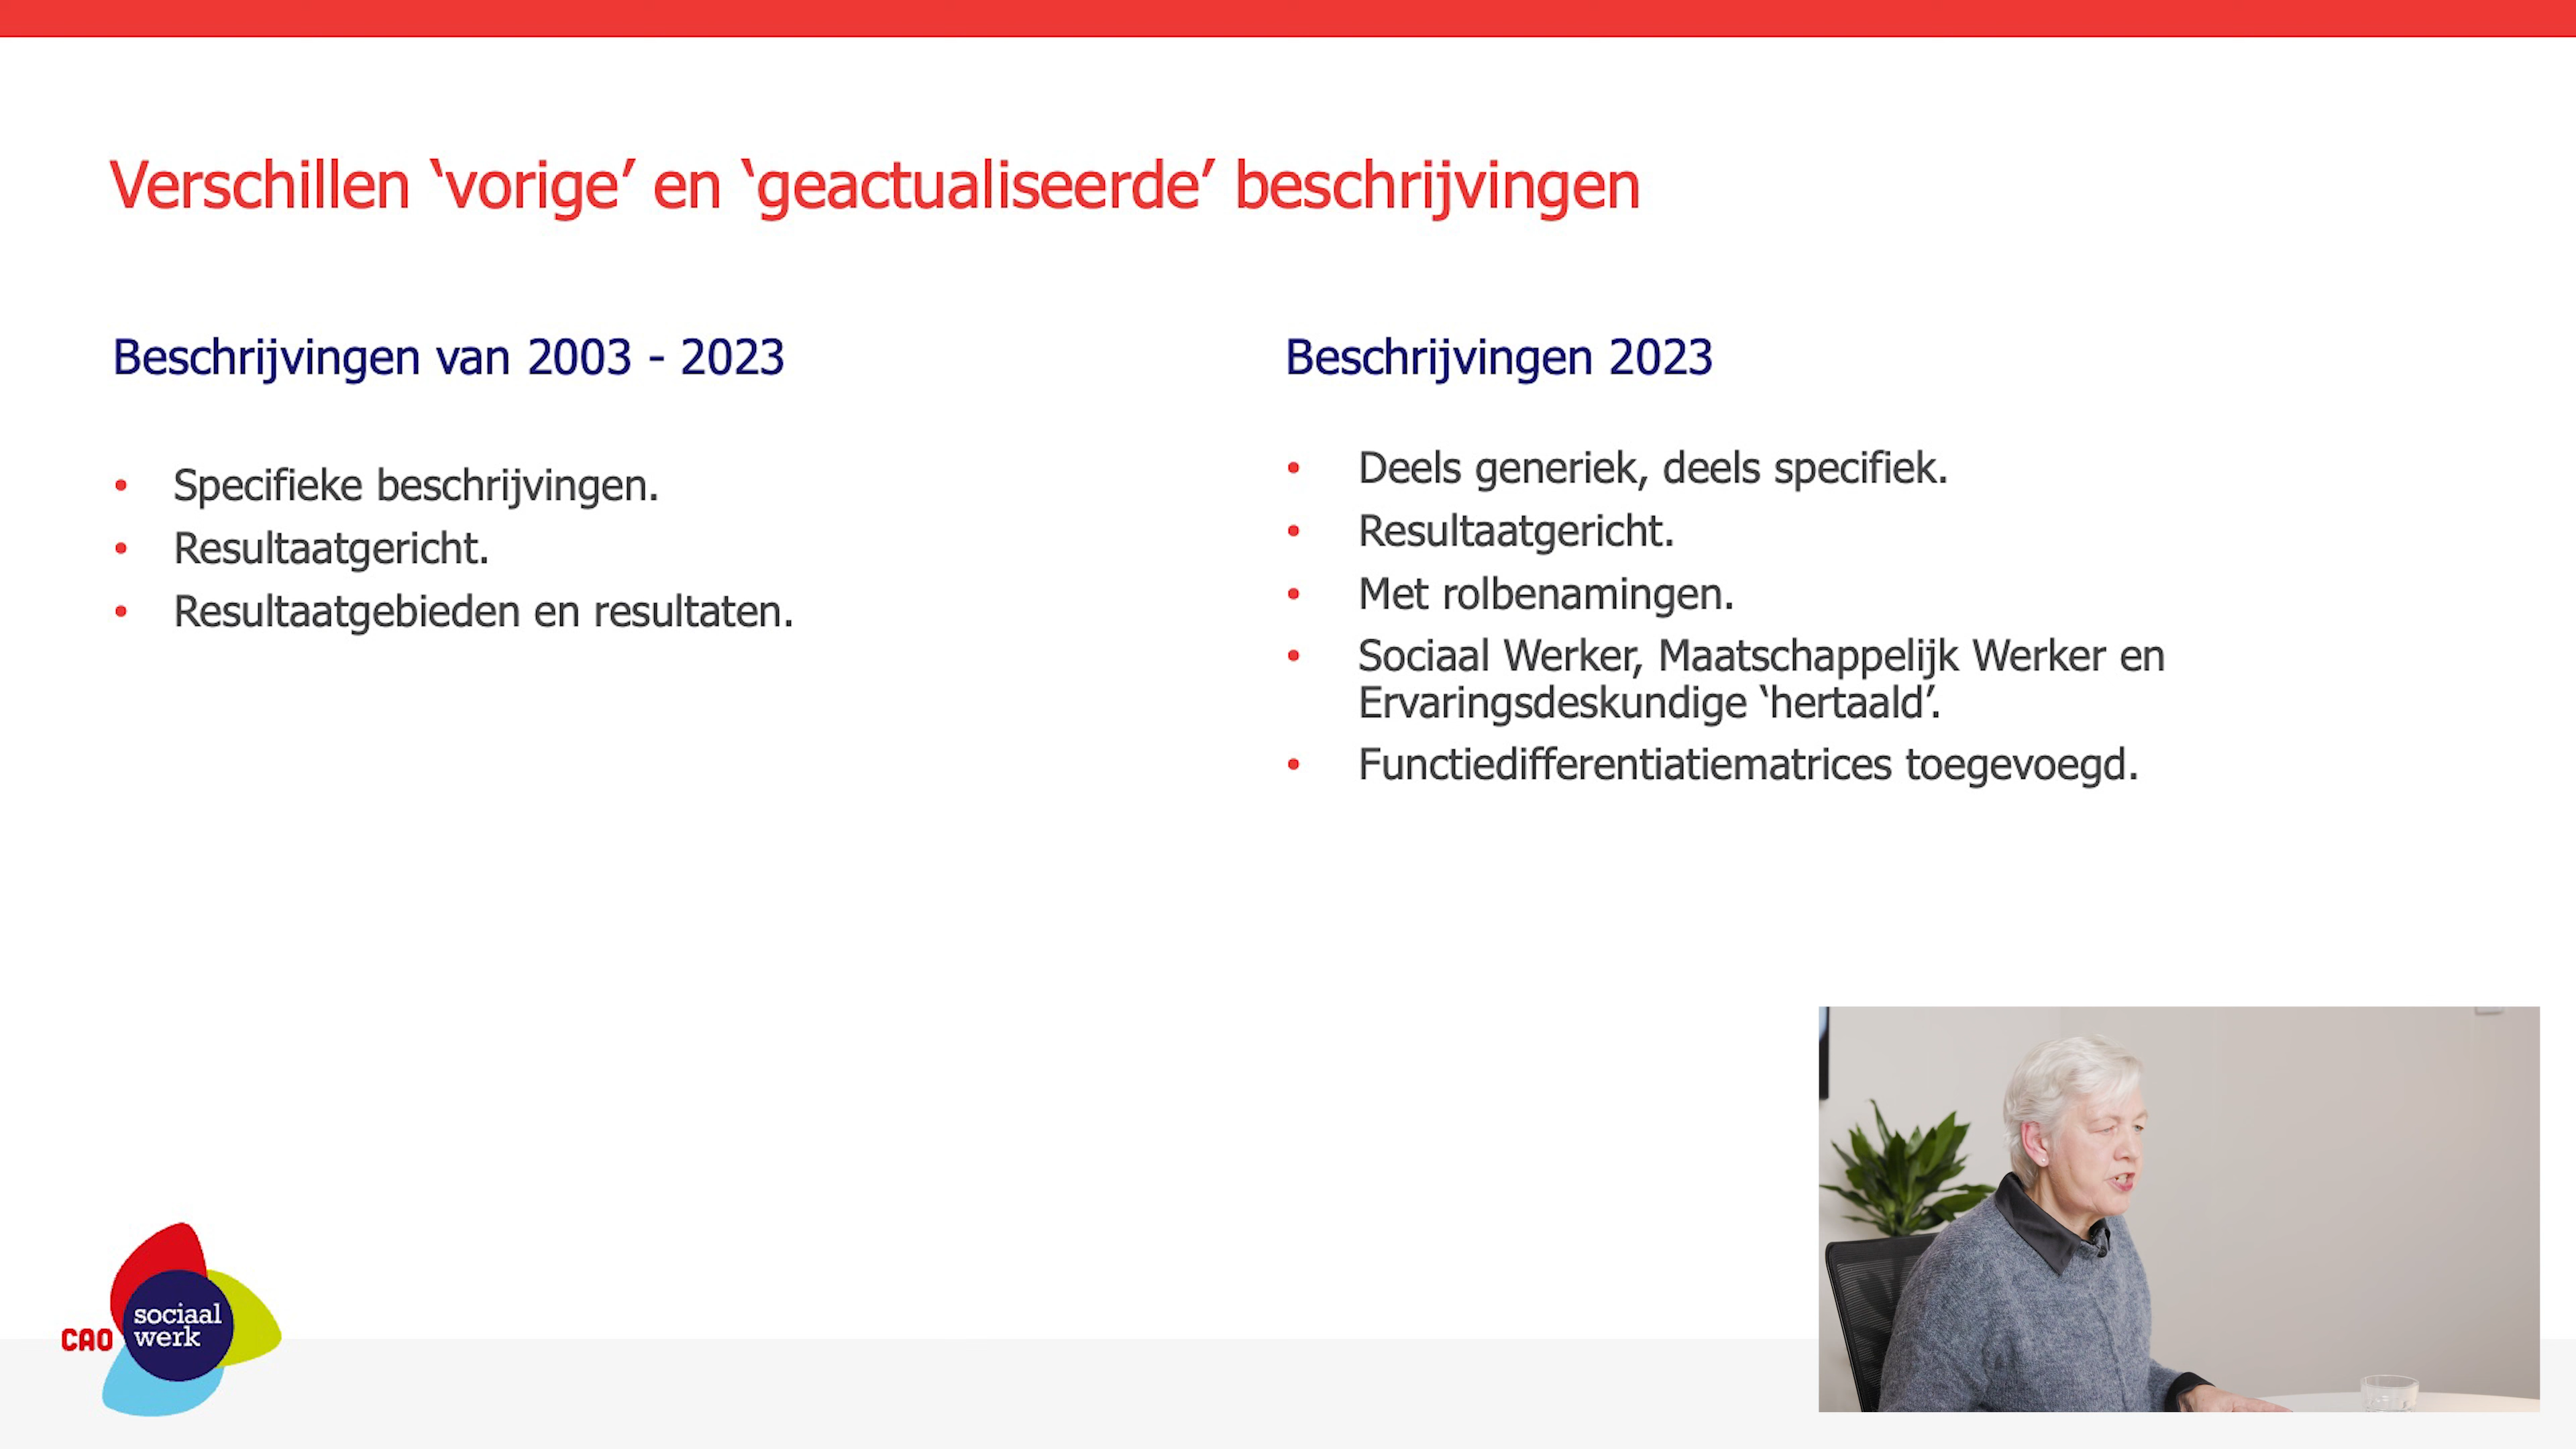 Verschillen ‘vorige’ en ‘geactualiseerde’ beschrijvingen
Beschrijvingen van 2003 - 2023
• Specifieke beschrijvingen.
• Resultaatgericht.
• Resultaatgebieden en resultaten.
Beschrijvingen 2023
• Deels generiek, deels specifiek.
• Resultaatgericht.
• Met rolbenamingen.
• Sociaal Werker, Maatschappelijk Werker en
Ervaringsdeskundige ‘hertaald’.
• Functiedifferentiatiematrices toegevoegd.
CAO
sociaal
werk